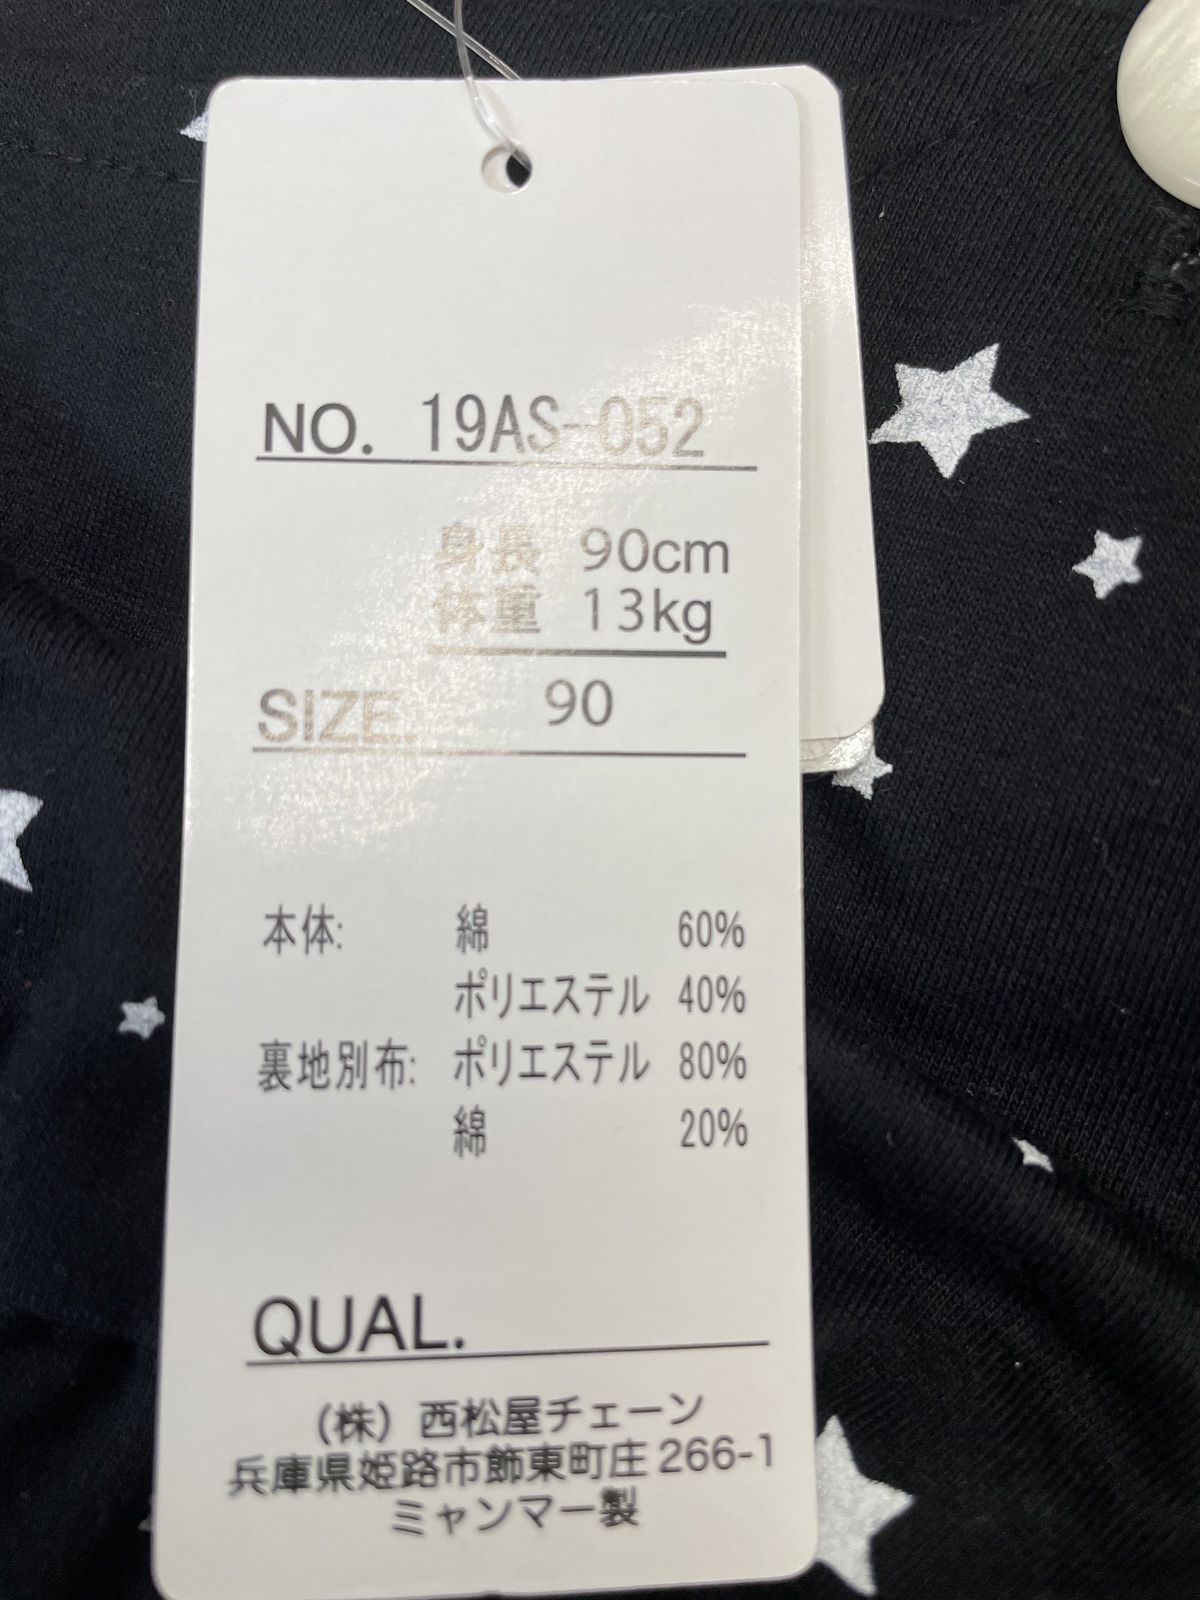 NO. 19AS-052
身長 90cm
体重 13kg
SIZE. 90
本体: 綿 60%
ポリエステル 40%
裏地別布: ポリエステル 80%
綿 20%
QUAL.
(株) 西松屋チェーン
兵庫県姫路市飾東町庄266-1
ミャンマー製